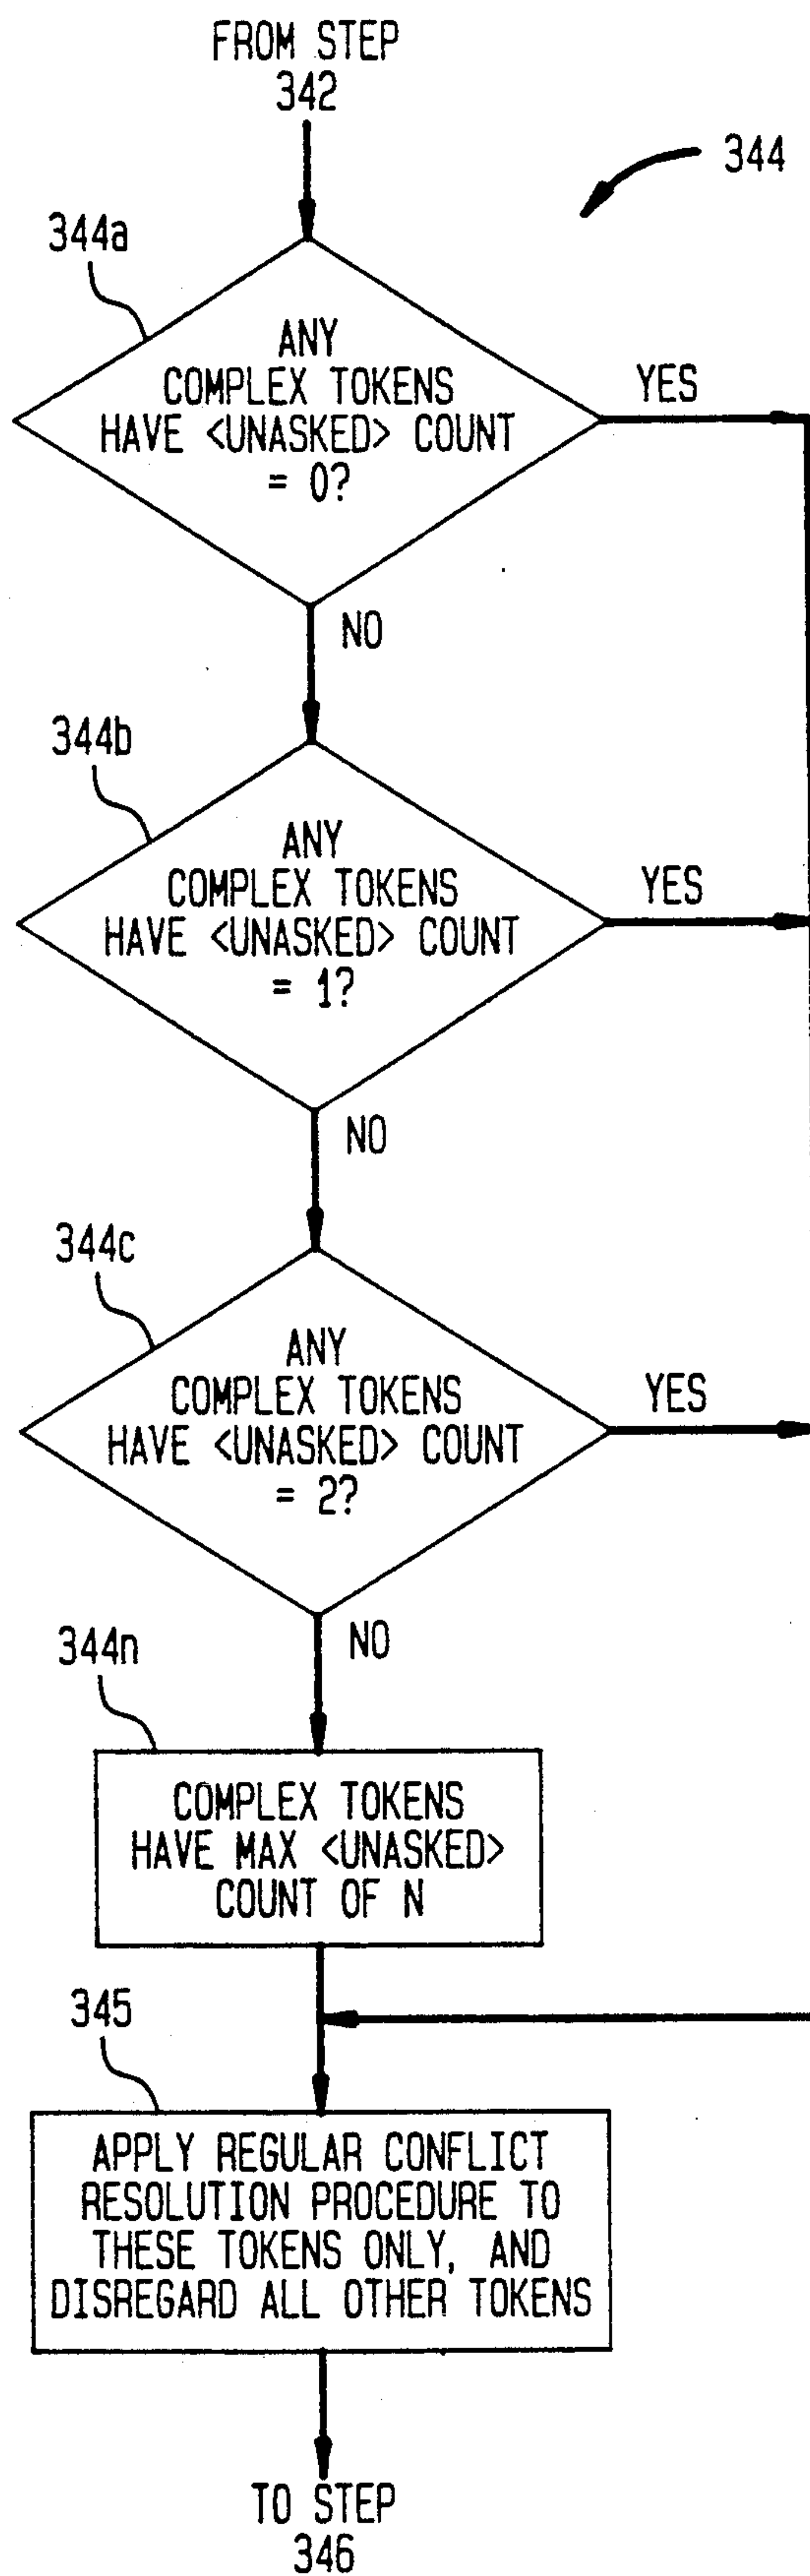 FROM STEP
342
344
344a
ANY
COMPLEX TOKENS
HAVE <UNASKED> COUNT
= 0?
YES
NO
344b
ANY
COMPLEX TOKENS
HAVE <UNASKED> COUNT
= 1?
YES
NO
344c
ANY
COMPLEX TOKENS
HAVE <UNASKED> COUNT
= 2?
YES
NO
344n
COMPLEX TOKENS
HAVE MAX <UNASKED>
COUNT OF N
345
APPLY REGULAR CONFLICT
RESOLUTION PROCEDURE TO
THESE TOKENS ONLY, AND
DISREGARD ALL OTHER TOKENS
TO STEP
346